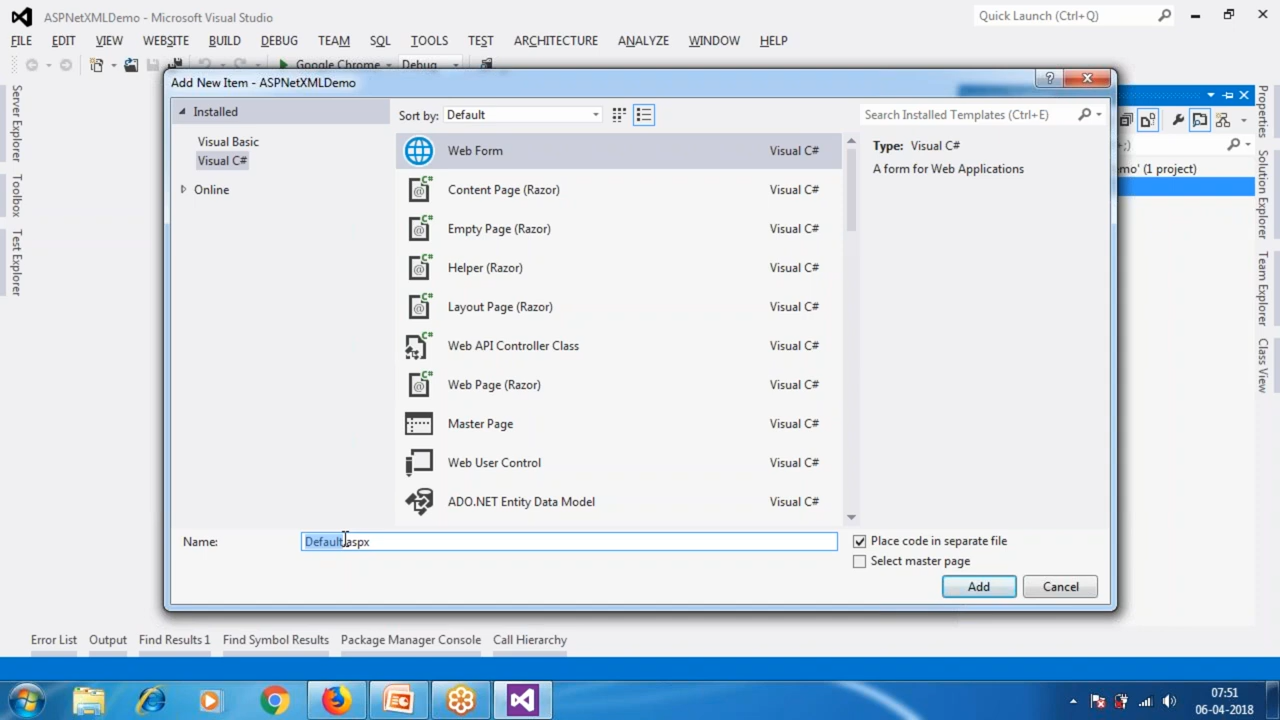 ASPNetXMLDemo - Microsoft Visual Studio
Quick Launch (Ctrl+Q)
FILE EDIT VIEW WEBSITE BUILD DEBUG TEAM SQL TOOLS TEST ARCHITECTURE ANALYZE WINDOW HELP
Google Chrome Debug
Add New Item - ASPNetXMLDemo
Installed
Visual Basic
Visual C#
Online
Sort by: Default
Search Installed Templates (Ctrl+E)
Web Form Visual C#
Content Page (Razor) Visual C#
Empty Page (Razor) Visual C#
Helper (Razor) Visual C#
Layout Page (Razor) Visual C#
Web API Controller Class Visual C#
Web Page (Razor) Visual C#
Master Page Visual C#
Web User Control Visual C#
ADO.NET Entity Data Model Visual C#
Type: Visual C#
A form for Web Applications
Name: Default.aspx
Place code in separate file
Select master page
Add Cancel
Server Explorer
Toolbox
Test Explorer
(1 project)
Properties
Solution Explorer
Team Explorer
Class View
Error List Output Find Results 1 Find Symbol Results Package Manager Console Call Hierarchy
07:51
06-04-2018